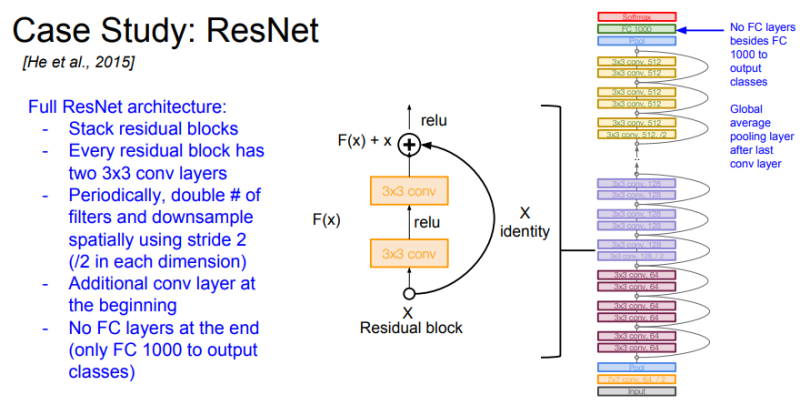 Case Study: ResNet
[He et al., 2015]
Full ResNet architecture:
- Stack residual blocks
- Every residual block has
two 3x3 conv layers
- Periodically, double # of
filters and downsample
spatially using stride 2
(/2 in each dimension)
- Additional conv layer at
the beginning
- No FC layers at the end
(only FC 1000 to output
classes)
relu
F(x) + x
3x3 conv
F(x)
relu
3x3 conv
X
identity
X
Residual block
Softmax
FC 1000
Pool
3x3 conv, 512
3x3 conv, 512
3x3 conv, 512
3x3 conv, 512
3x3 conv, 512
3x3 conv, 512, /2
..
3x3 conv, 128
3x3 conv, 128
3x3 conv, 128
3x3 conv, 128
3x3 conv, 128
3x3 conv, 128, /2
3x3 conv, 64
3x3 conv, 64
3x3 conv, 64
3x3 conv, 64
3x3 conv, 64
3x3 conv, 64
Pool
7x7 conv, 64, /2
Input
No FC layers
besides FC
1000 to
output
classes
Global
average
pooling layer
after last
conv layer